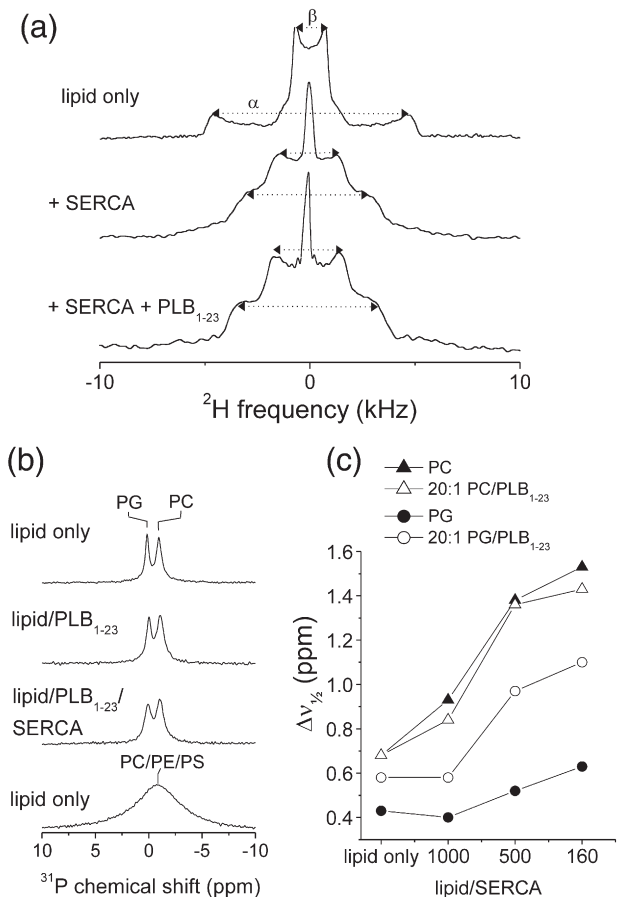 (a)
β
α
lipid only
+ SERCA
+ SERCA + PLB1-23
-10 0 10
²H frequency (kHz)
(b)
PG PC
lipid only
lipid/PLB1-23
lipid/PLB1-23/
SERCA
PC/PE/PS
lipid only
10 5 0 -5 -10
³¹P chemical shift (ppm)
(c)
PC
20:1 PC/PLB1-23
PG
20:1 PG/PLB1-23
1.6
1.4
1.2
1.0
0.8
0.6
0.4
Δν½ (ppm)
lipid only 1000 500 160
lipid/SERCA